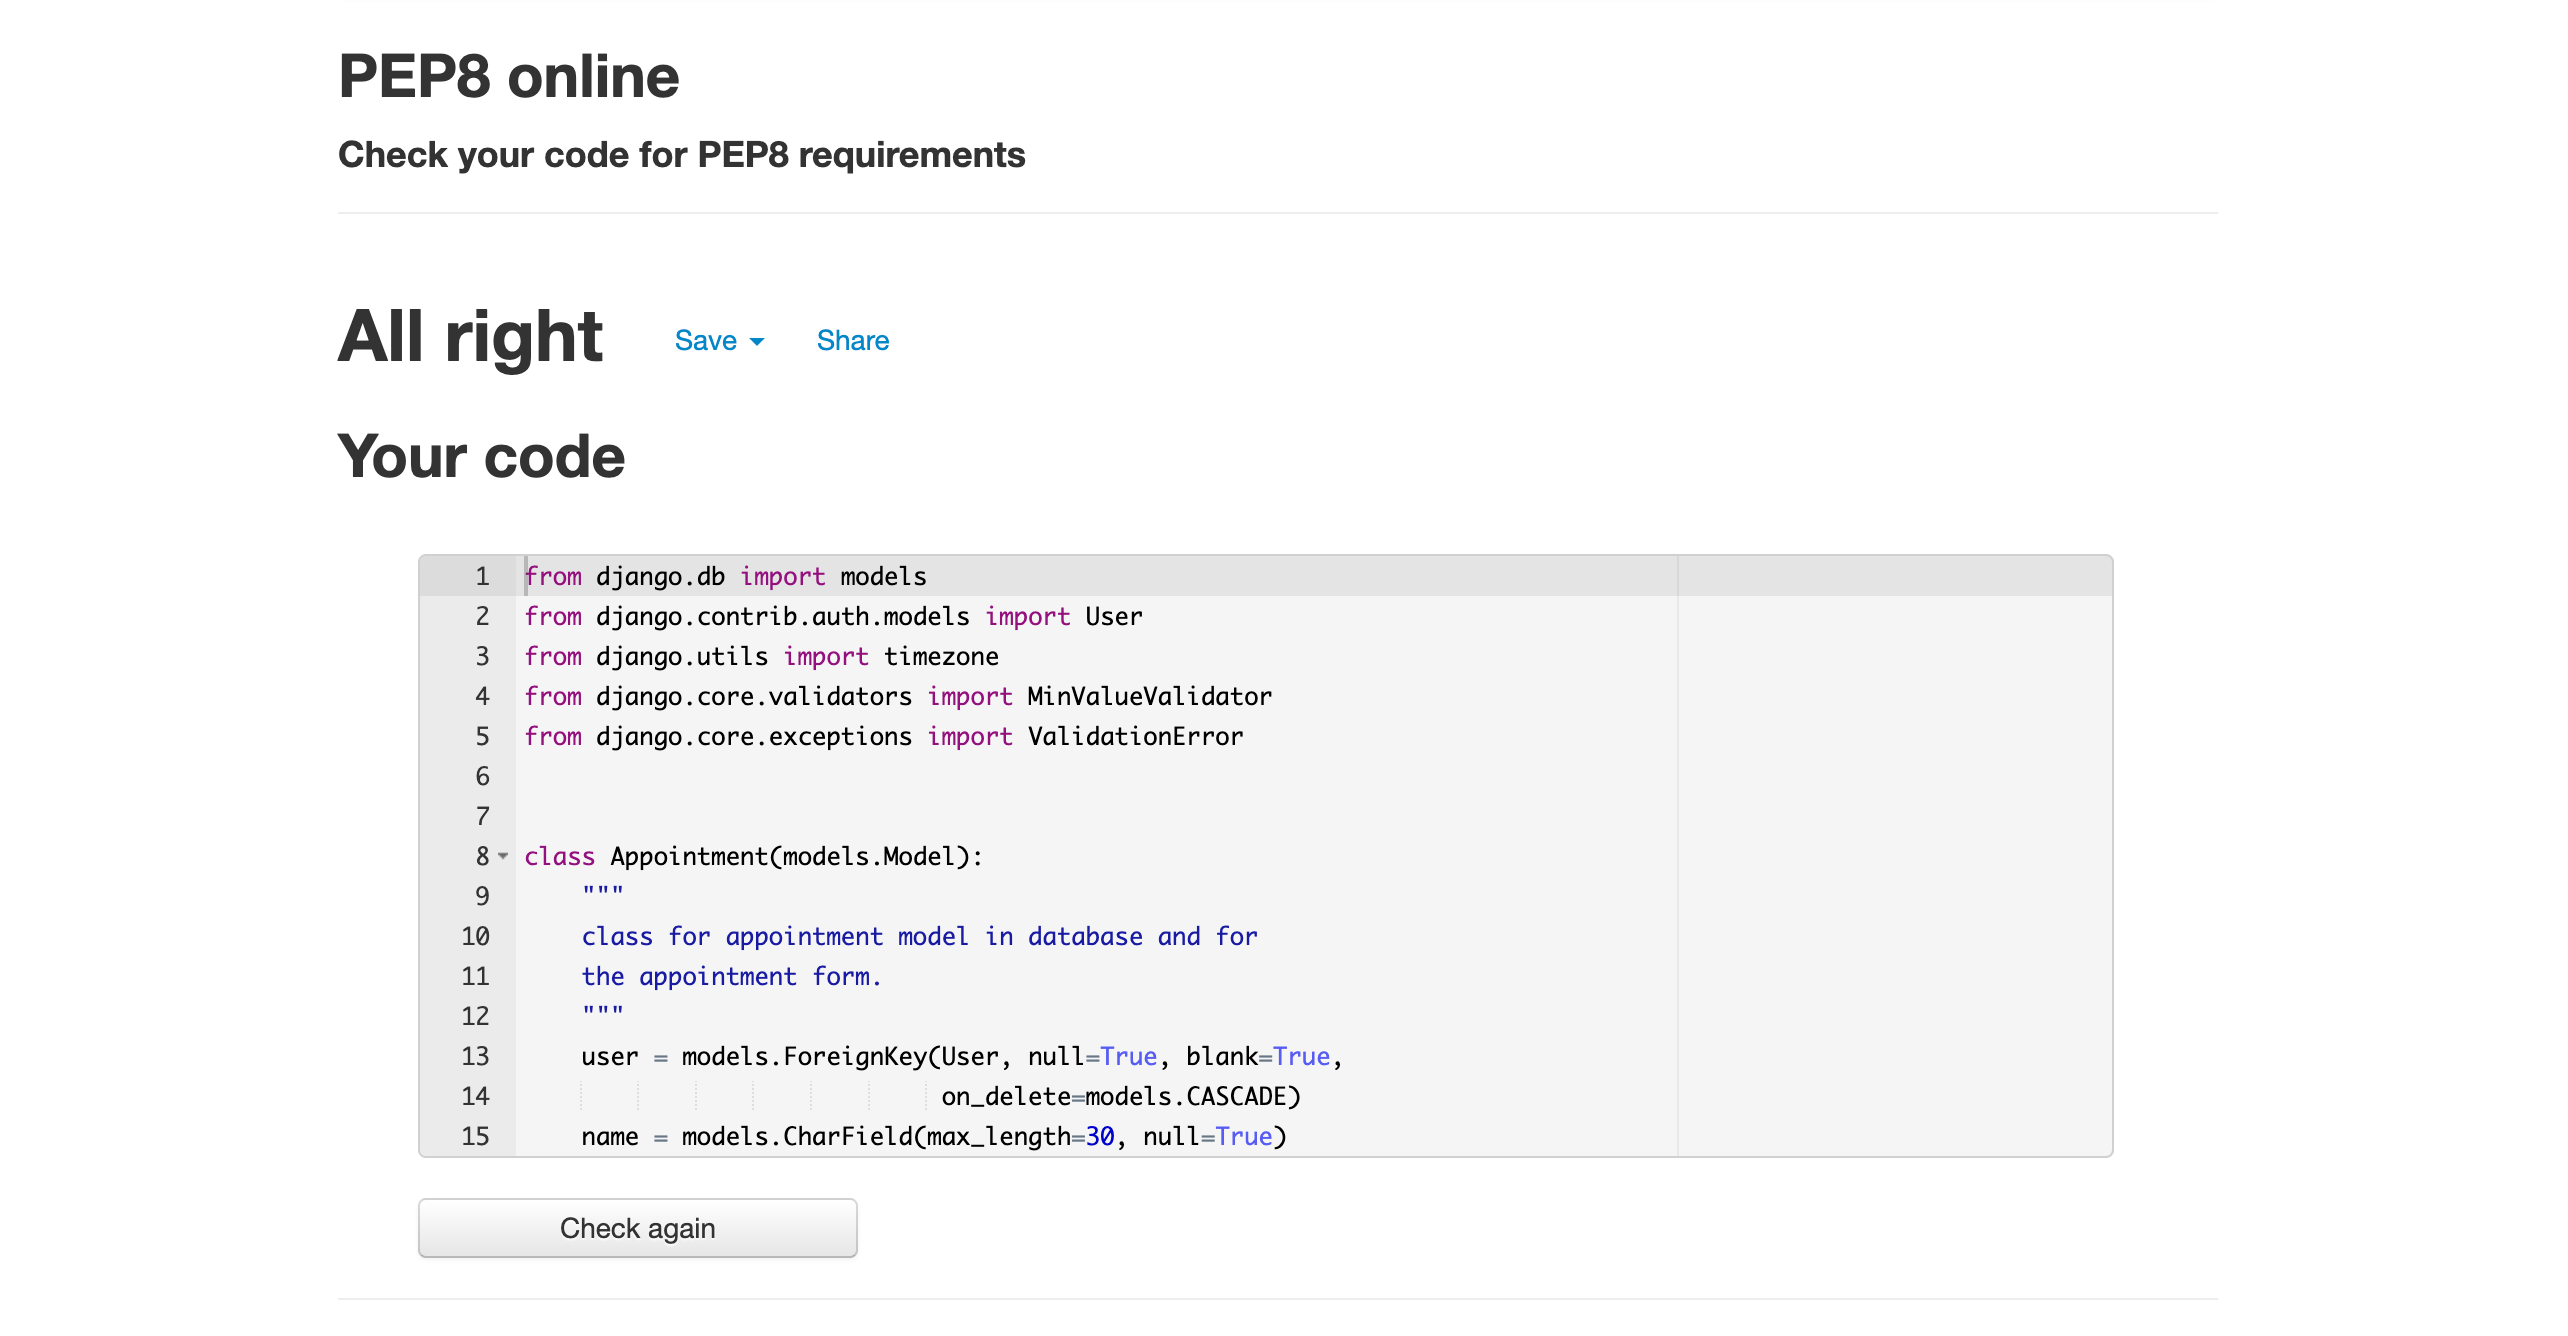 PEP8 online
Check your code for PEP8 requirements
All right Save Share
Your code
1 from django.db import models
2 from django.contrib.auth.models import User
3 from django.utils import timezone
4 from django.core.validators import MinValueValidator
5 from django.core.exceptions import ValidationError
6
7
8 class Appointment(models.Model):
9     """
10     class for appointment model in database and for
11     the appointment form.
12     """
13     user = models.ForeignKey(User, null=True, blank=True,
14                              on_delete=models.CASCADE)
15     name = models.CharField(max_length=30, null=True)
Check again